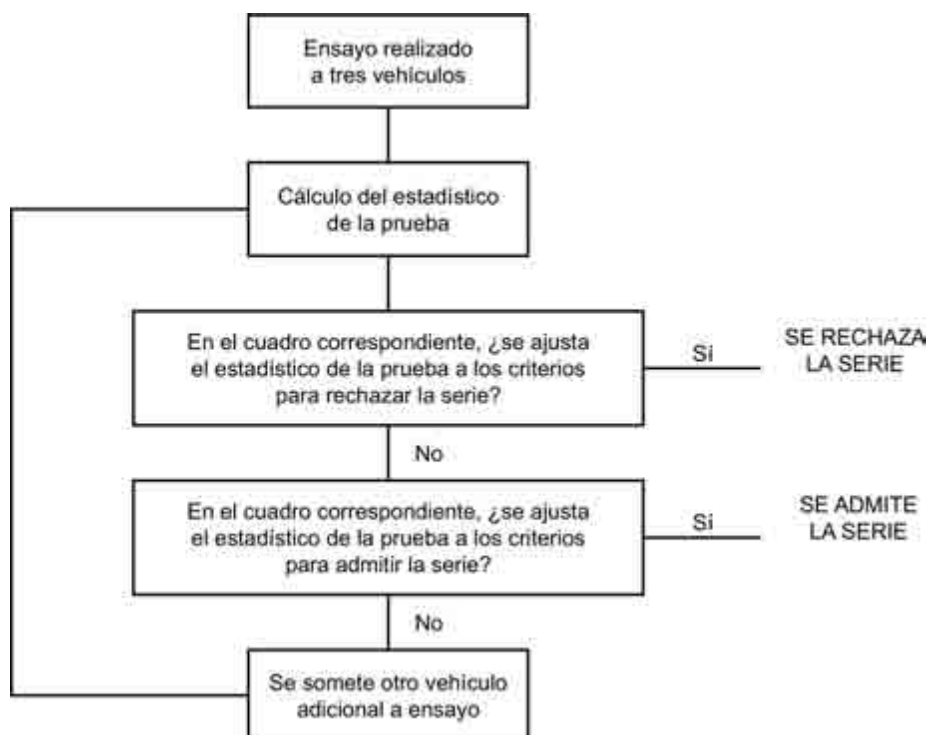 Ensayo realizado
a tres vehículos
Cálculo del estadístico
de la prueba
En el cuadro correspondiente, ¿se ajusta
el estadístico de la prueba a los criterios
para rechazar la serie?
Sí
SE RECHAZA
LA SERIE
No
En el cuadro correspondiente, ¿se ajusta
el estadístico de la prueba a los criterios
para admitir la serie?
Sí
SE ADMITE
LA SERIE
No
Se somete otro vehículo
adicional a ensayo